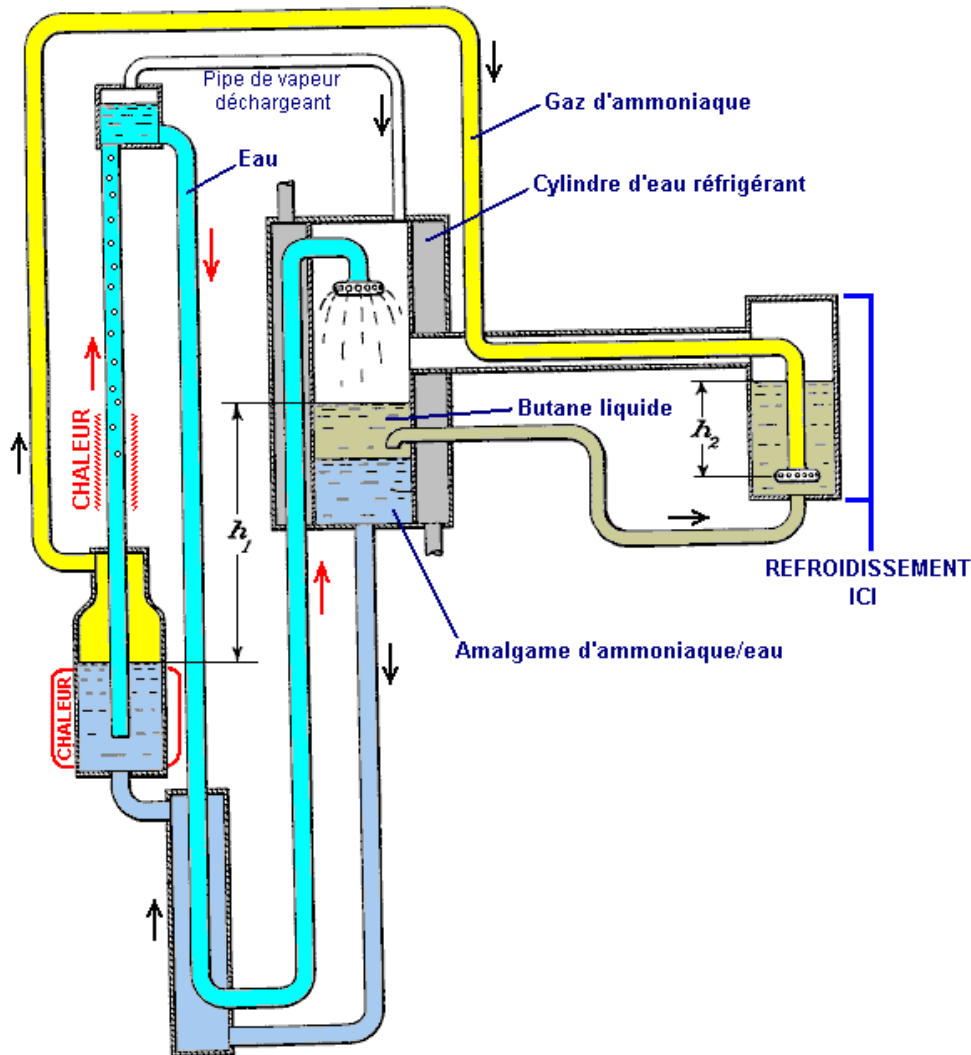 Pipe de vapeur
déchargeant
Gaz d'ammoniaque
Eau
Cylindre d'eau réfrigérant
CHALEUR
Butane liquide
h₂
h₁
REFROIDISSEMENT
ICI
Amalgame d'ammoniaque/eau
CHALEUR